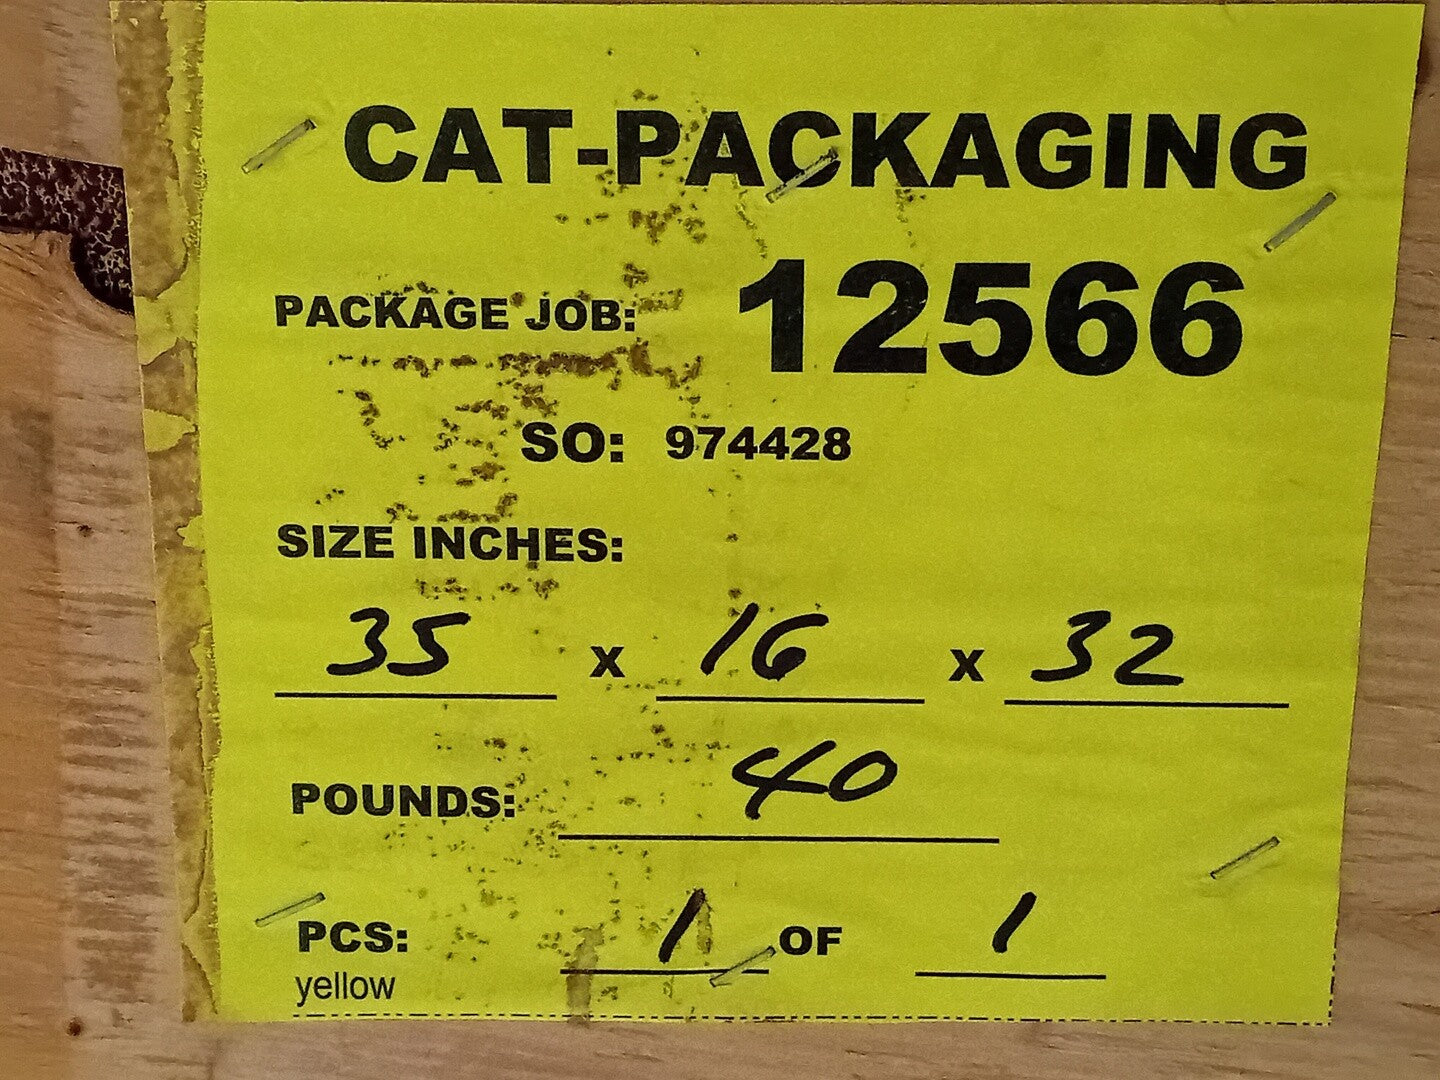 CAT-PACKAGING
PACKAGE JOB: 12566
SO: 974428
SIZE INCHES:
35 x 16 x 32
POUNDS: 40
PCS: 1 OF 1
yellow